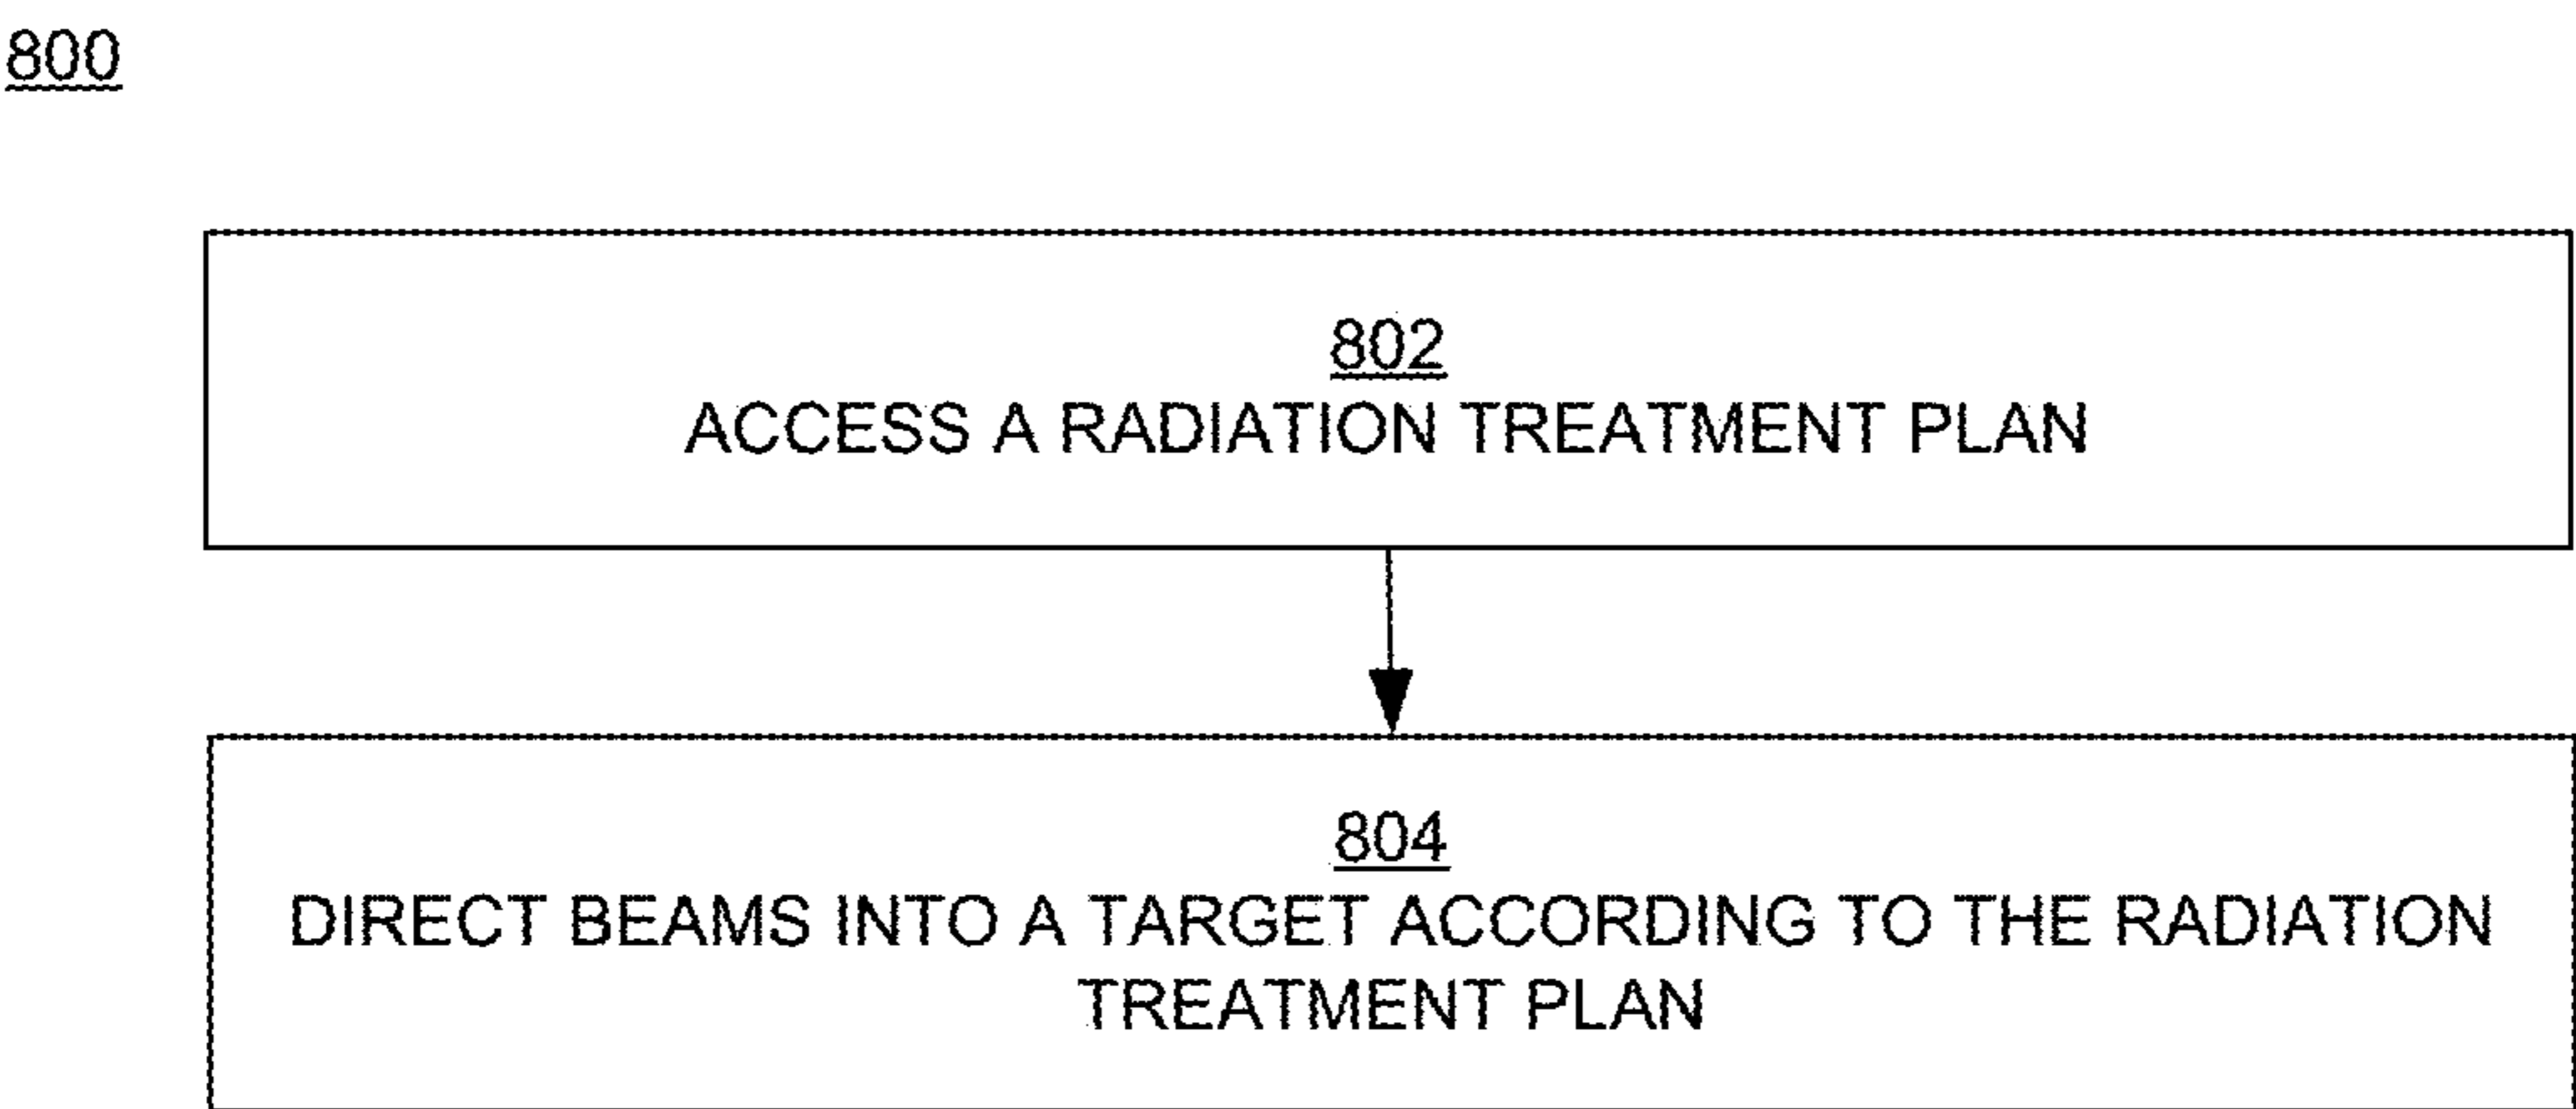 800
802
ACCESS A RADIATION TREATMENT PLAN
804
DIRECT BEAMS INTO A TARGET ACCORDING TO THE RADIATION
TREATMENT PLAN